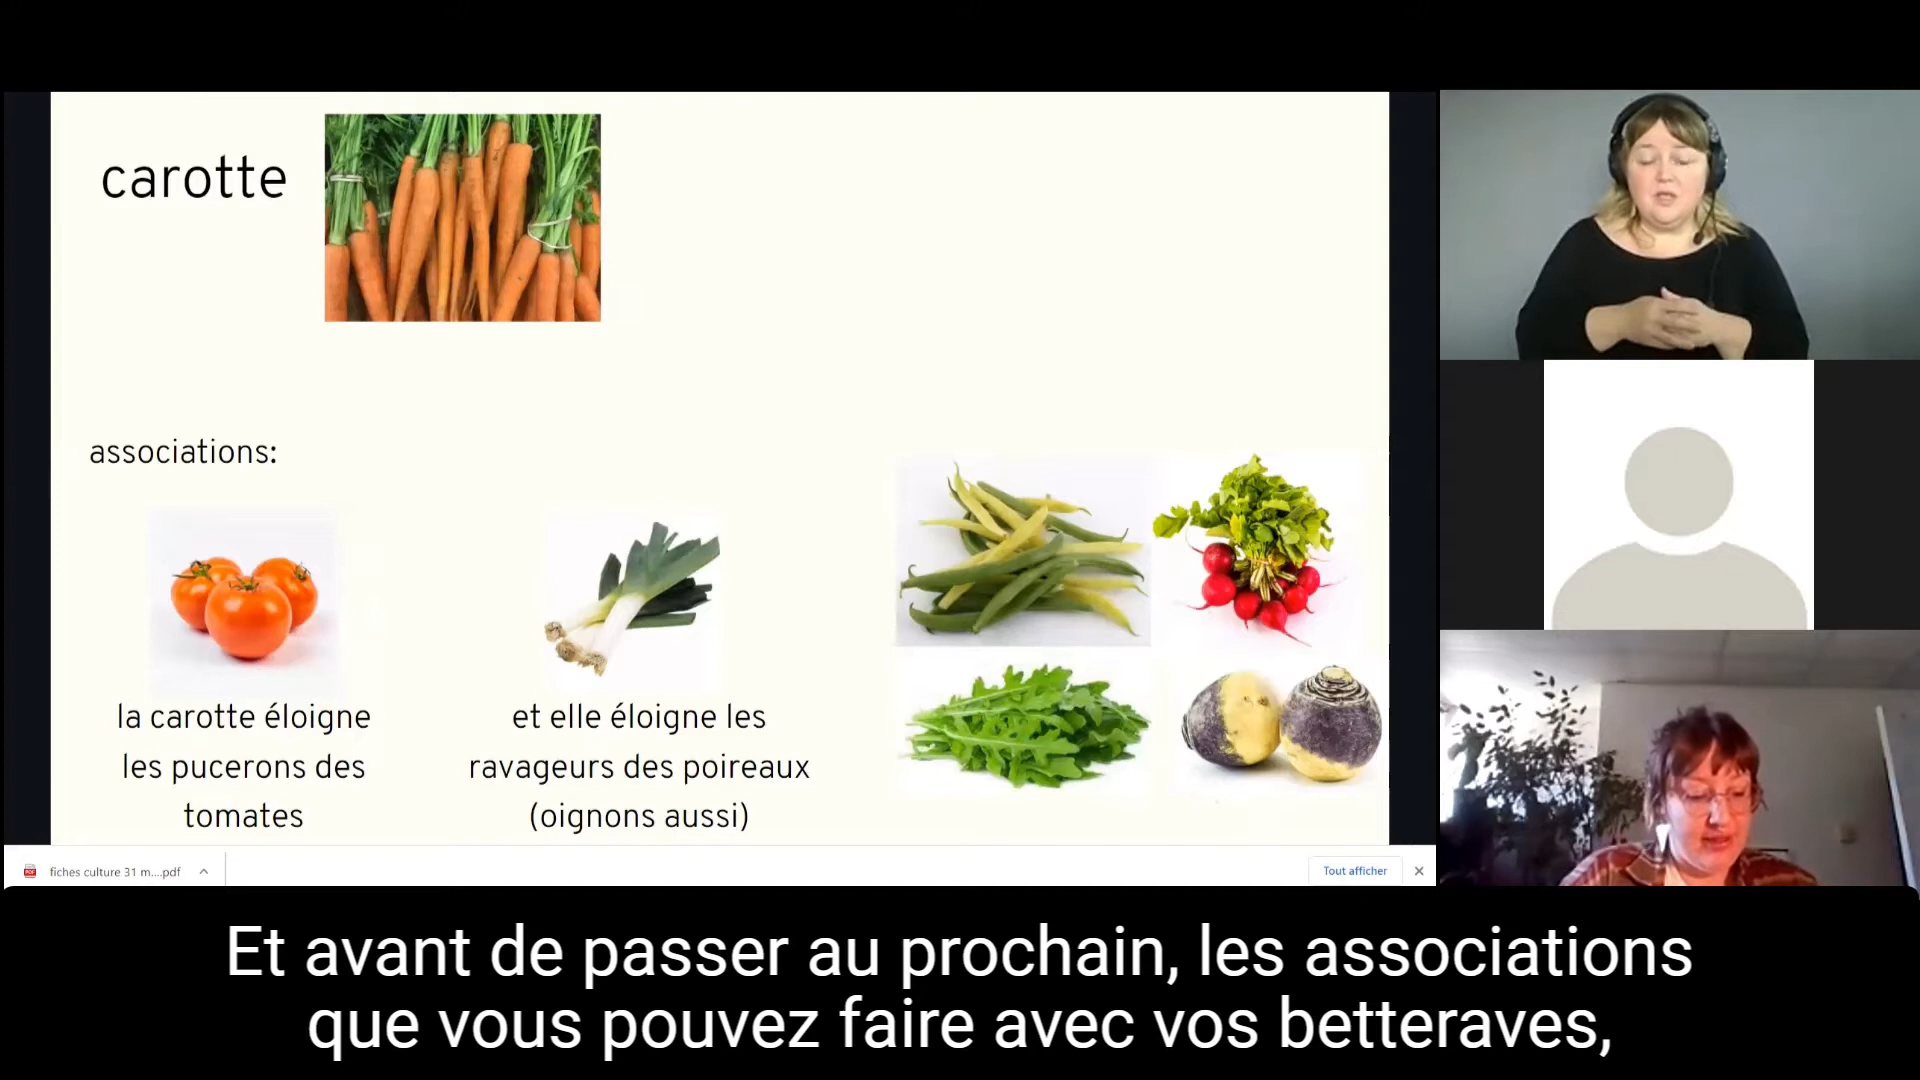 carotte
associations:
la carotte éloigne
les pucerons des
tomates
et elle éloigne les
ravageurs des poireaux
(oignons aussi)
fiches culture 31 m....pdf
Tout afficher
Et avant de passer au prochain, les associations
que vous pouvez faire avec vos betteraves,